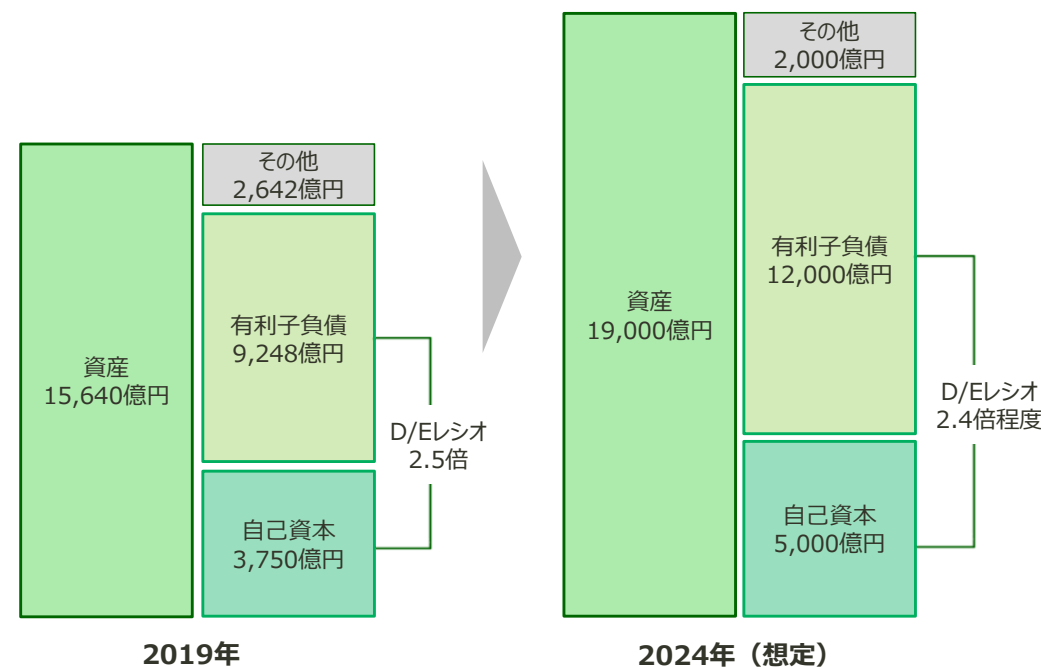 その他
2,642億円
資産
15,640億円
有利子負債
9,248億円
自己資本
3,750億円
D/Eレシオ
2.5倍
2019年
その他
2,000億円
資産
19,000億円
有利子負債
12,000億円
自己資本
5,000億円
D/Eレシオ
2.4倍程度
2024年（想定）